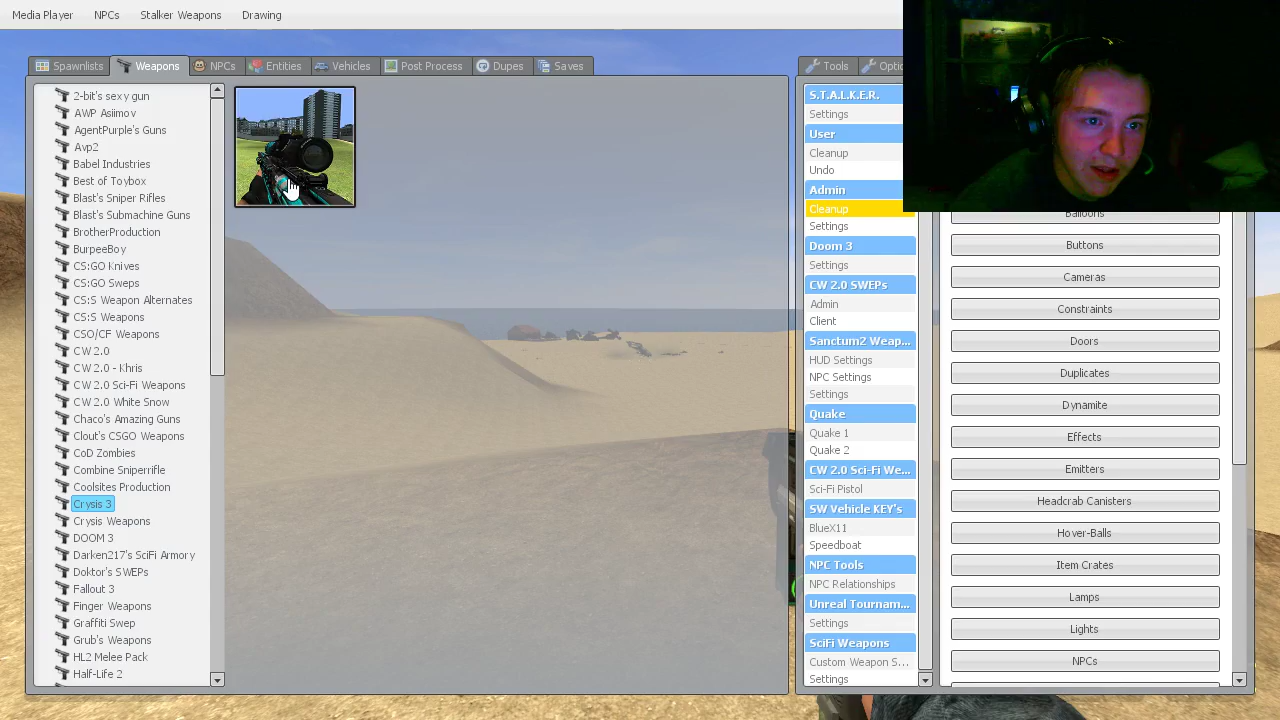 Media Player NPCs Stalker Weapons Drawing
Spawnlists Weapons NPCs Entities Vehicles Post Process Dupes Saves
2-bit's sexy gun
AWP Asiimov
AgentPurple's Guns
Avp2
Babel Industries
Best of Toybox
Blast's Sniper Rifles
Blast's Submachine Guns
BrotherProduction
BurpeeBoy
CS:GO Knives
CS:GO Sweps
CS:S Weapon Alternates
CS:S Weapons
CSO/CF Weapons
CW 2.0
CW 2.0 - Khris
CW 2.0 Sci-Fi Weapons
CW 2.0 White Snow
Chaco's Amazing Guns
Clout's CSGO Weapons
CoD Zombies
Combine Sniperrifle
Coolsiles Production
Crysis 3
Crysis Weapons
DOOM 3
Darken217's SciFi Armory
Doktor's SWEPs
Fallout 3
Finger Weapons
Graffiti Swep
Grub's Weapons
HL2 Melee Pack
Half-Life 2
Tools Optio
S.T.A.L.K.E.R.
Settings
User
Cleanup
Undo
Admin
Cleanup
Settings
Doom 3
Settings
CW 2.0 SWEPs
Admin
Client
Sanctum2 Weap...
HUD Settings
NPC Settings
Settings
Quake
Quake 1
Quake 2
CW 2.0 Sci-Fi We...
Sci-Fi Pistol
SW Vehicle KEY's
BlueX11
Speedboat
NPC Tools
NPC Relationships
Unreal Tournam...
Settings
SciFi Weapons
Custom Weapon S...
Settings
Balloons
Buttons
Cameras
Constraints
Doors
Duplicates
Dynamite
Effects
Emitters
Headcrab Canisters
Hover-Balls
Item Crates
Lamps
Lights
NPCs